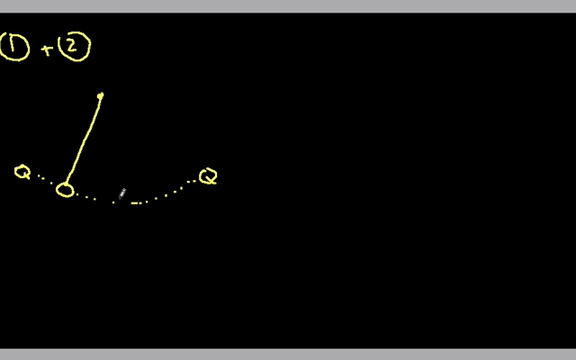 ① + ②